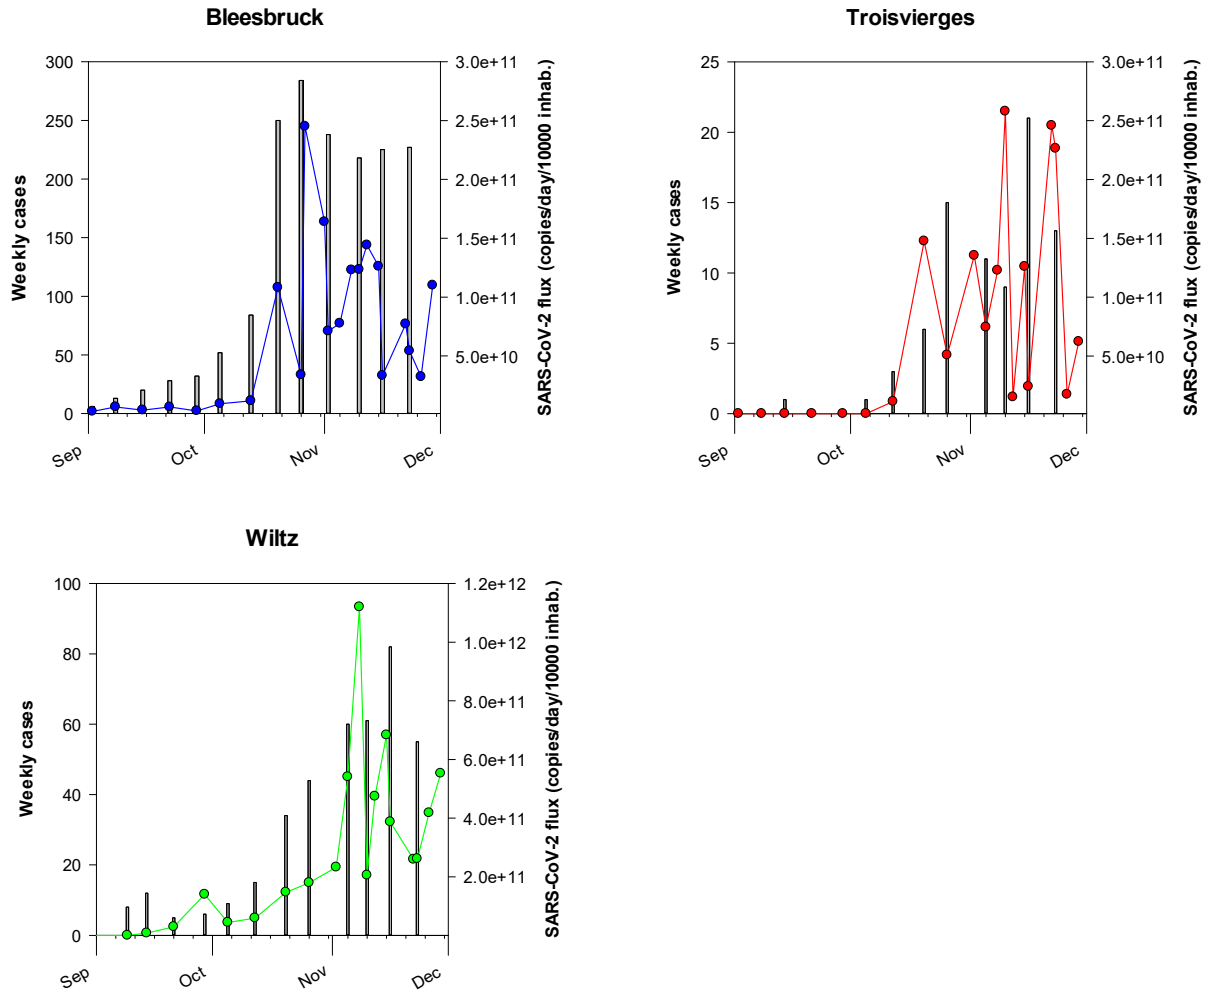 Bleesbruck
300
250
200
150
100
50
0
Weekly cases
3.0e+11
2.5e+11
2.0e+11
1.5e+11
1.0e+11
5.0e+10
SARS-CoV-2 flux (copies/day/10000 inhab.)
Sep
Oct
Nov
Dec
Troisvierges
25
20
15
10
5
0
Weekly cases
3.0e+11
2.5e+11
2.0e+11
1.5e+11
1.0e+11
5.0e+10
SARS-CoV-2 flux (copies/day/10000 inhab.)
Sep
Oct
Nov
Dec
Wiltz
100
80
60
40
20
0
Weekly cases
1.2e+12
1.0e+12
8.0e+11
6.0e+11
4.0e+11
2.0e+11
SARS-CoV-2 flux (copies/day/10000 inhab.)
Sep
Oct
Nov
Dec